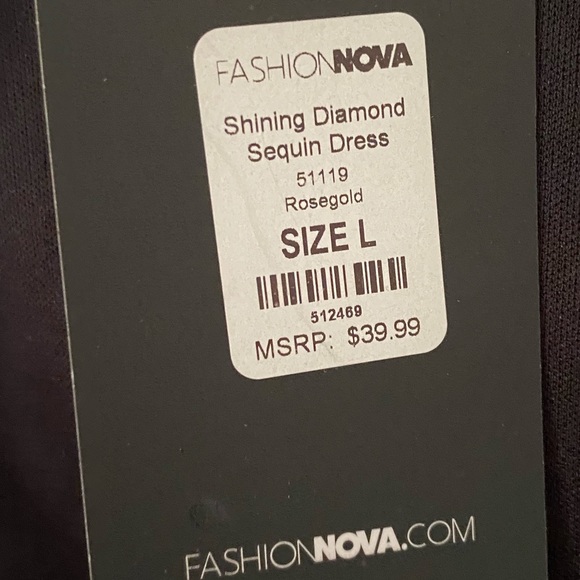 FASHIONNOVA
Shining Diamond
Sequin Dress
51119
Rosegold
SIZE L
512469
MSRP: $39.99
FASHIONNOVA.COM